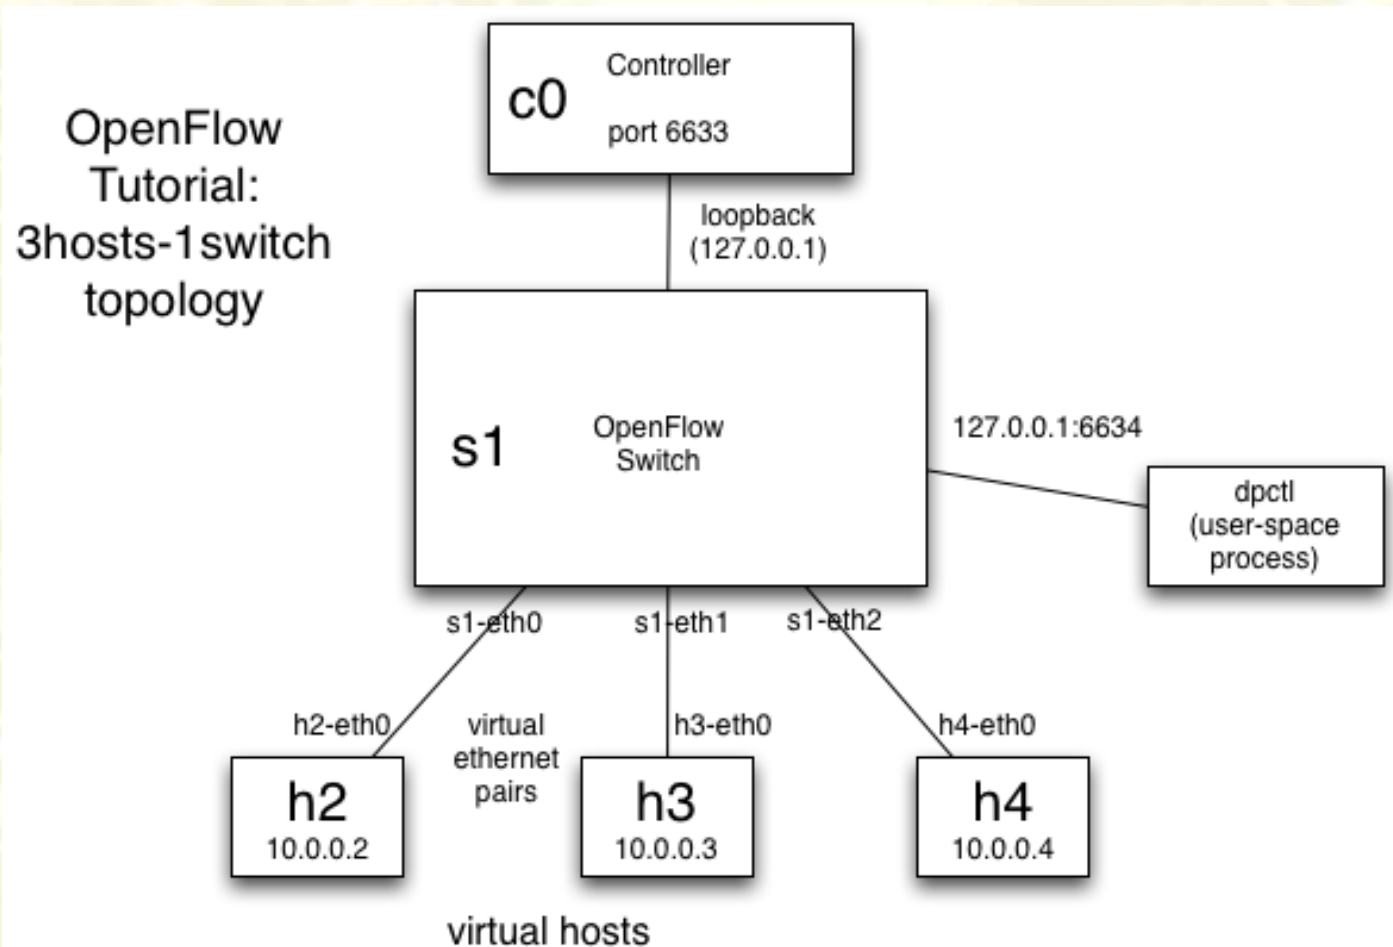 OpenFlow
Tutorial:
3hosts-1switch
topology
c0
Controller
port 6633
loopback
(127.0.0.1)
s1
OpenFlow
Switch
127.0.0.1:6634
dpctl
(user-space
process)
s1-eth0
s1-eth1
s1-eth2
h2-eth0
virtual
ethernet
pairs
h3-eth0
h4-eth0
h2
10.0.0.2
h3
10.0.0.3
h4
10.0.0.4
virtual hosts